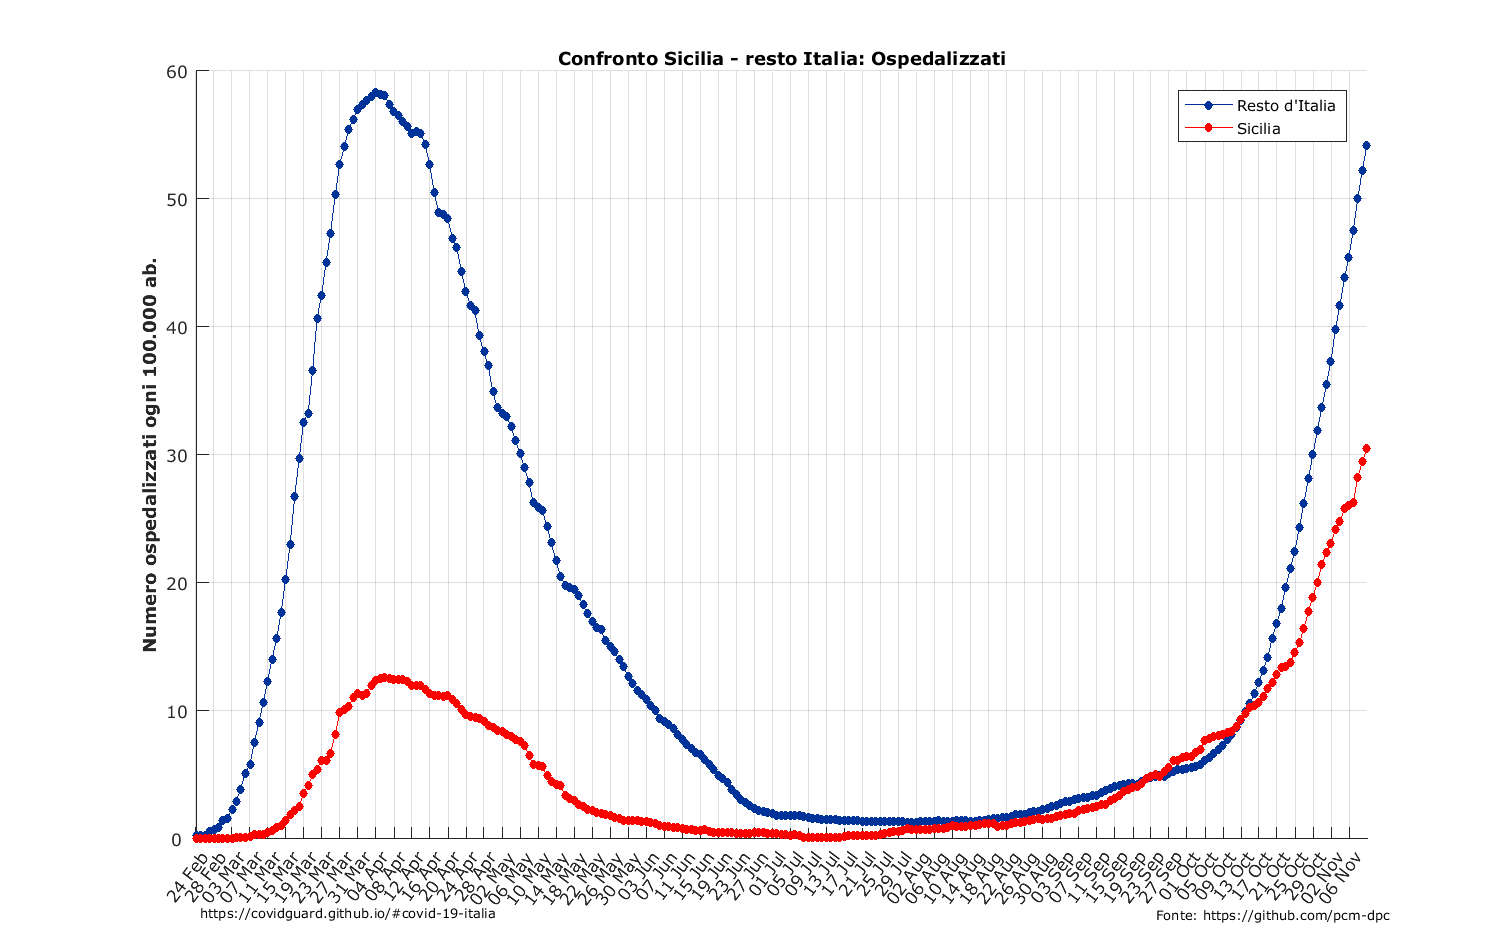 Confronto Sicilia - resto Italia: Ospedalizzati
Resto d'Italia
Sicilia
Numero ospedalizzati ogni 100.000 ab.
60
50
40
30
20
10
0
24 Feb
28 Feb
03 Mar
07 Mar
11 Mar
15 Mar
19 Mar
23 Mar
27 Mar
31 Mar
04 Apr
08 Apr
12 Apr
16 Apr
20 Apr
24 Apr
28 Apr
02 May
06 May
10 May
14 May
18 May
22 May
26 May
30 May
03 Jun
07 Jun
11 Jun
15 Jun
19 Jun
23 Jun
27 Jun
01 Jul
05 Jul
09 Jul
13 Jul
17 Jul
21 Jul
25 Jul
29 Jul
02 Aug
06 Aug
10 Aug
14 Aug
18 Aug
22 Aug
26 Aug
30 Aug
03 Sep
07 Sep
11 Sep
15 Sep
19 Sep
23 Sep
27 Sep
01 Oct
05 Oct
09 Oct
13 Oct
17 Oct
21 Oct
25 Oct
29 Oct
02 Nov
06 Nov
https://covidguard.github.io/#covid-19-italia
Fonte: https://github.com/pcm-dpc